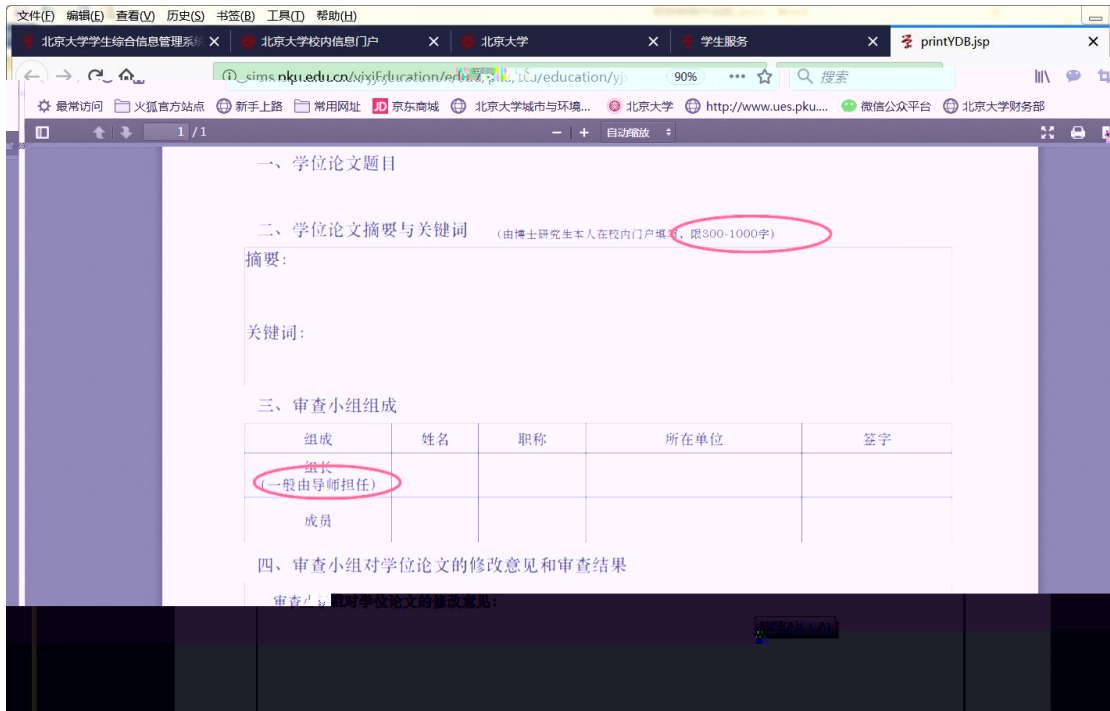 文件(F) 编辑(E) 查看(V) 历史(S) 书签(B) 工具(T) 帮助(H)
北京大学学生综合信息管理系统 × 北京大学校内信息门户 × 北京大学 × 学生服务 × printYDB.jsp ×
90% ··· 搜索
最常访问 火狐官方站点 新手上路 常用网址 JD 京东商城 北京大学城市与环境... 北京大学 http://www.ues.pku.... 微信公众平台 北京大学财务部
1 / 1 − + 自动缩放
一、学位论文题目
二、学位论文摘要与关键词 (由博士研究生本人在校内门户填写，限800-1000字)
摘要:
关键词:
三、审查小组组成
组成 姓名 职称 所在单位 签字
组长
(一般由导师担任)
成员
四、审查小组对学位论文的修改意见和审查结果
审查小组对学位论文的修改意见: